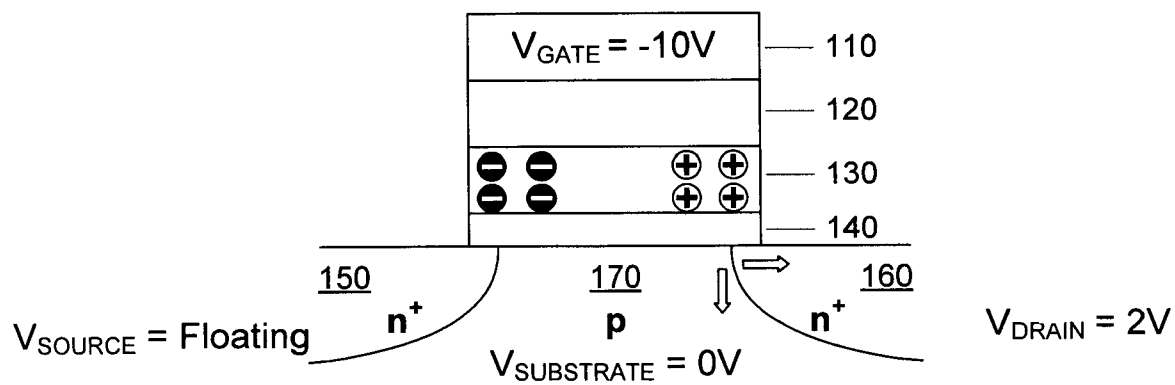 V_GATE = -10V
110
120
130
140
150
170
160
n+
p
n+
V_SOURCE = Floating
V_DRAIN = 2V
V_SUBSTRATE = 0V